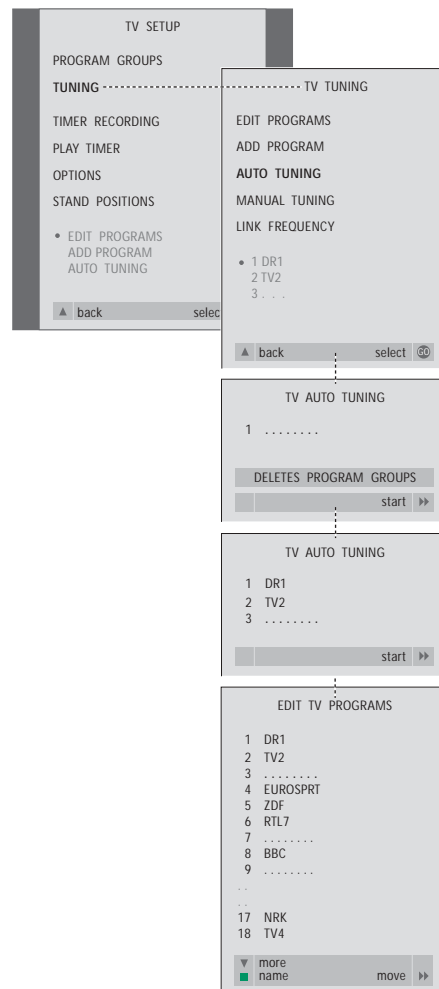 TV SETUP
PROGRAM GROUPS
TUNING
TIMER RECORDING
PLAY TIMER
OPTIONS
STAND POSITIONS
• EDIT PROGRAMS
ADD PROGRAM
AUTO TUNING
▲ back selec
TV TUNING
EDIT PROGRAMS
ADD PROGRAM
AUTO TUNING
MANUAL TUNING
LINK FREQUENCY
• 1 DR1
2 TV2
3 . . .
▲ back select GO
TV AUTO TUNING
1 . . . . . . . .
DELETES PROGRAM GROUPS
start
TV AUTO TUNING
1 DR1
2 TV2
3 . . . . . . . .
start
EDIT TV PROGRAMS
1 DR1
2 TV2
3 . . . . . . . .
4 EUROSPRT
5 ZDF
6 RTL7
7 . . . . . . . .
8 BBC
9 . . . . . . . .
. .
. .
17 NRK
18 TV4
▼ more
name move